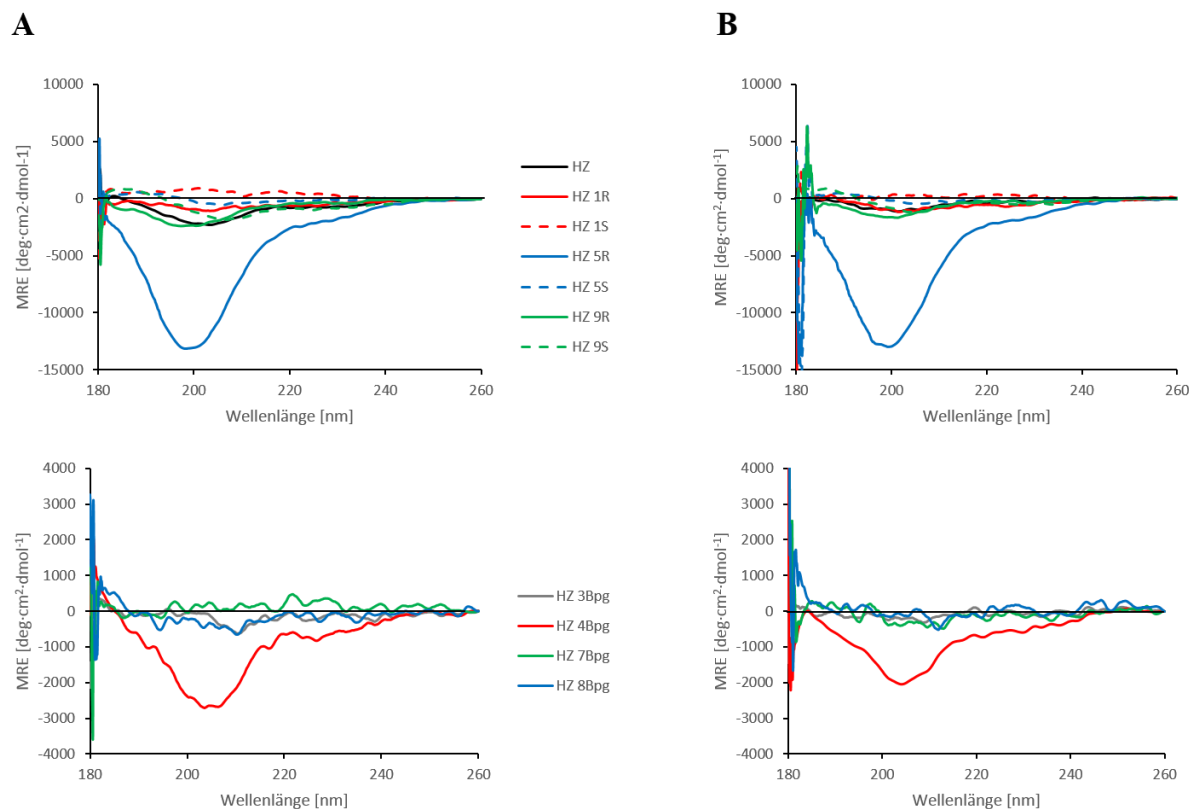 A
B
10000
5000
0
-5000
-10000
-15000
180
200
220
240
260
MRE [deg·cm2·dmol-1]
Wellenlänge [nm]
HZ
HZ 1R
HZ 1S
HZ 5R
HZ 5S
HZ 9R
HZ 9S
10000
5000
0
-5000
-10000
-15000
180
200
220
240
260
MRE [deg·cm²·dmol⁻¹]
Wellenlänge [nm]
4000
3000
2000
1000
0
-1000
-2000
-3000
-4000
180
200
220
240
260
MRE [deg·cm²·dmol⁻¹]
Wellenlänge [nm]
HZ 3Bpg
HZ 4Bpg
HZ 7Bpg
HZ 8Bpg
4000
3000
2000
1000
0
-1000
-2000
-3000
-4000
180
200
220
240
260
MRE [deg·cm²·dmol⁻¹]
Wellenlänge [nm]